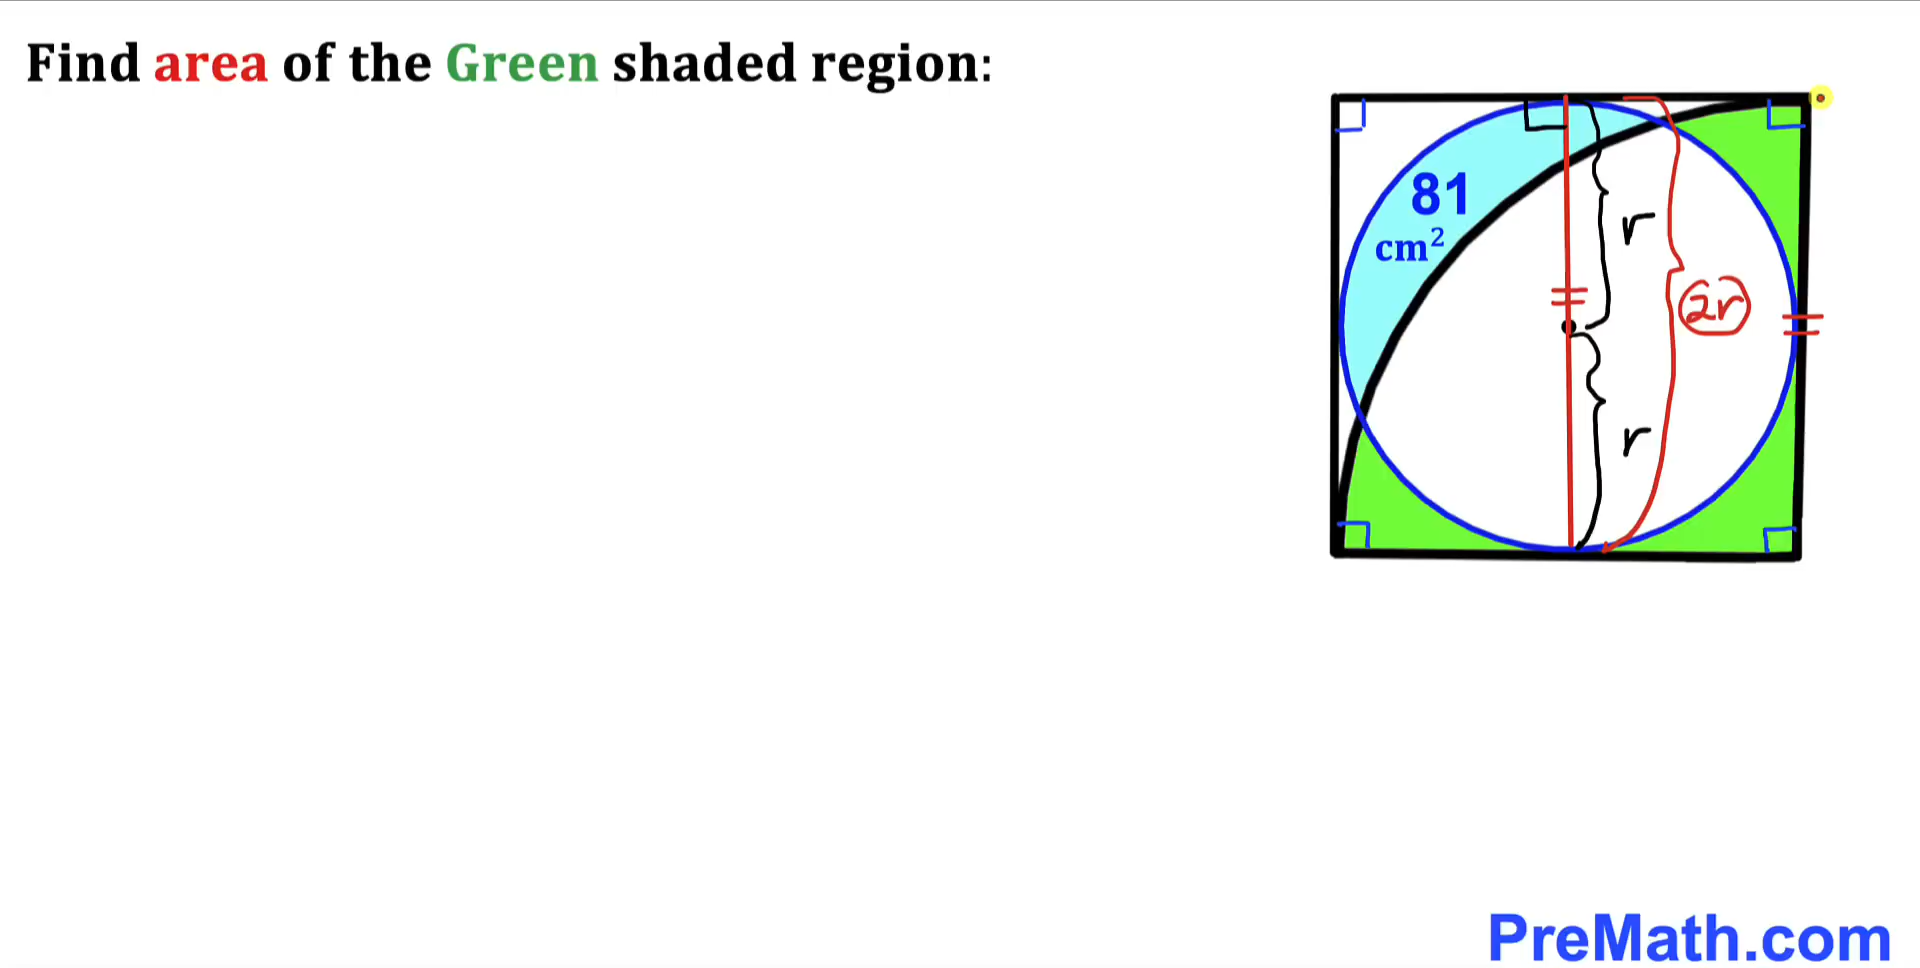 Find area of the Green shaded region:
81
cm²
r
2r
r
PreMath.com